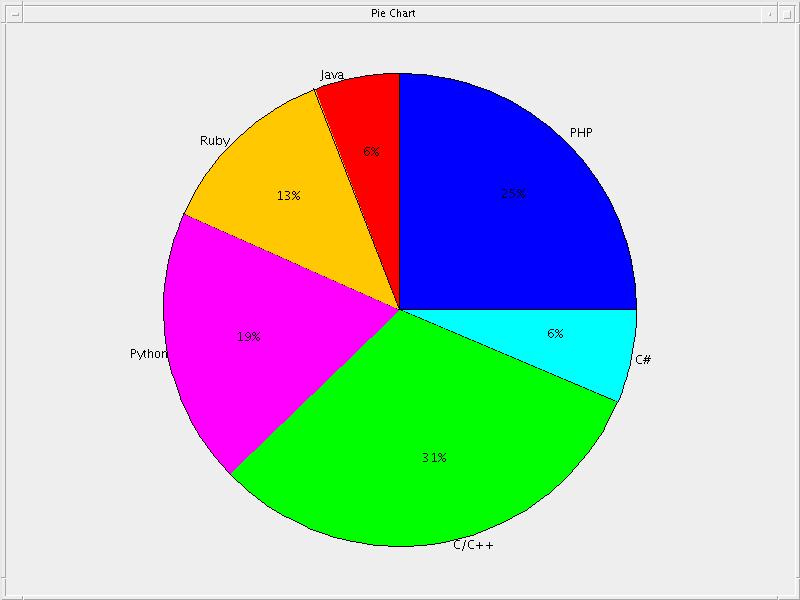 Pie Chart
Java
PHP
Ruby
6%
25%
13%
6%
19%
Python
C#
31%
C/C++